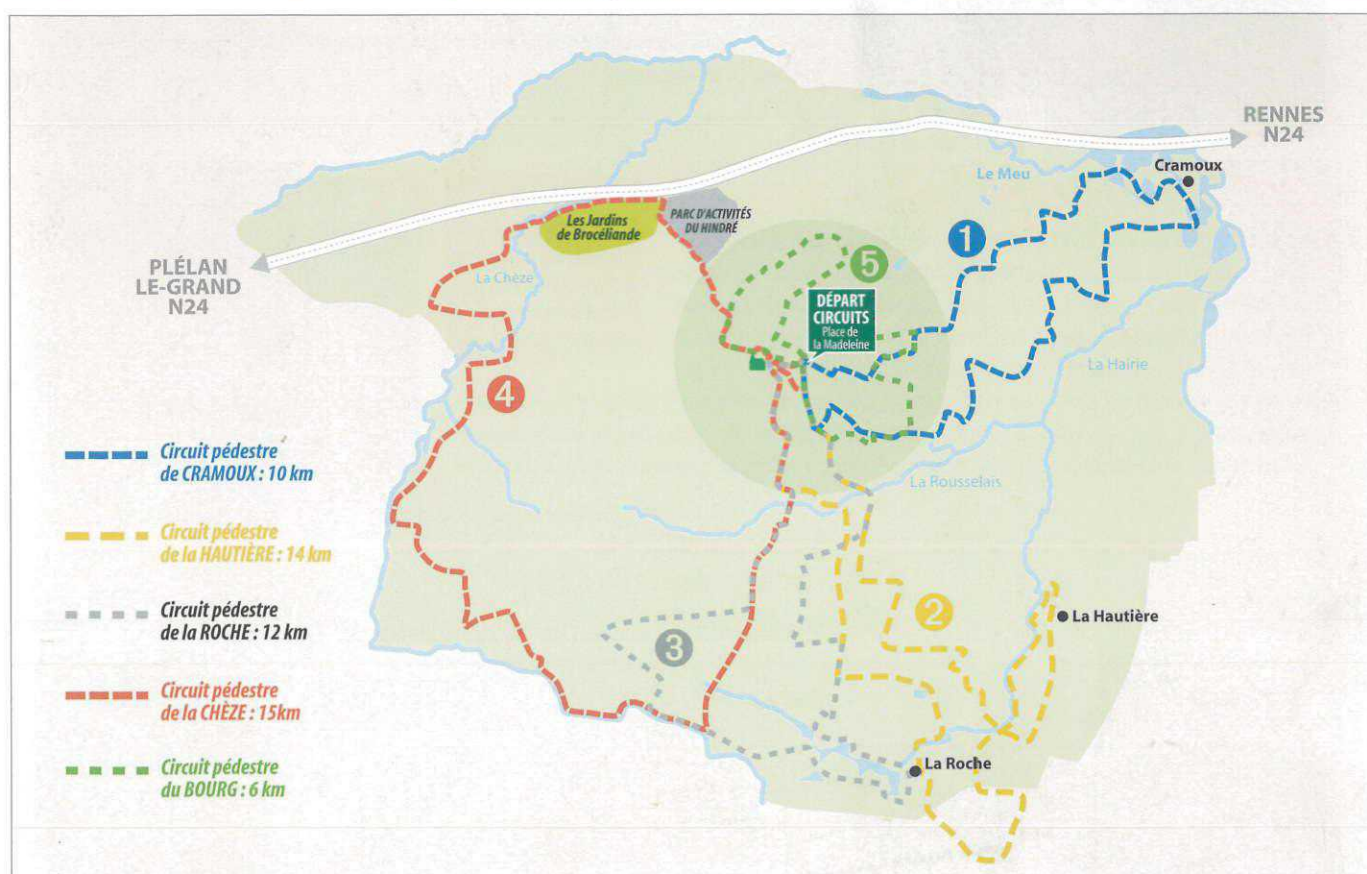 RENNES
N24
Cramoux
Le Meu
1
Les Jardins
de Brocéliande
PARC D'ACTIVITÉS
DU HINDRÉ
5
PLÉLAN
LE-GRAND
N24
La Chèze
DÉPART
CIRCUITS
Place de
la Madeleine
La Hairie
4
La Rousselais
Circuit pédestre
de CRAMOUX : 10 km
Circuit pédestre
de la HAUTIÈRE : 14 km
Circuit pédestre
de la ROCHE : 12 km
Circuit pédestre
de la CHÈZE : 15km
Circuit pédestre
du BOURG : 6 km
2
La Hautière
3
La Roche